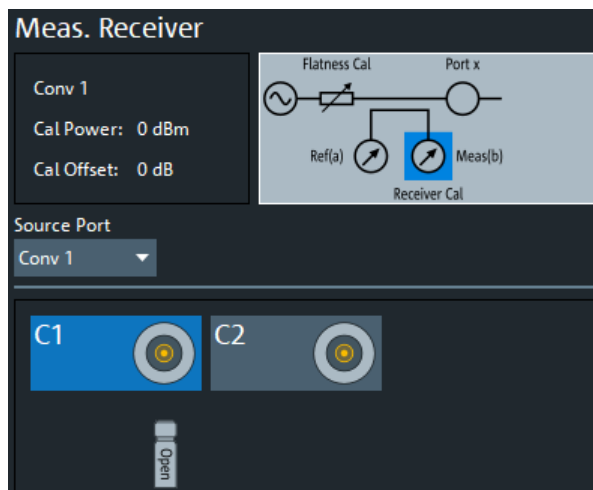 Meas. Receiver
Conv 1
Cal Power: 0 dBm
Cal Offset: 0 dB
Flatness Cal
Port x
Ref(a)
Meas(b)
Receiver Cal
Source Port
Conv 1
C1
C2
Open